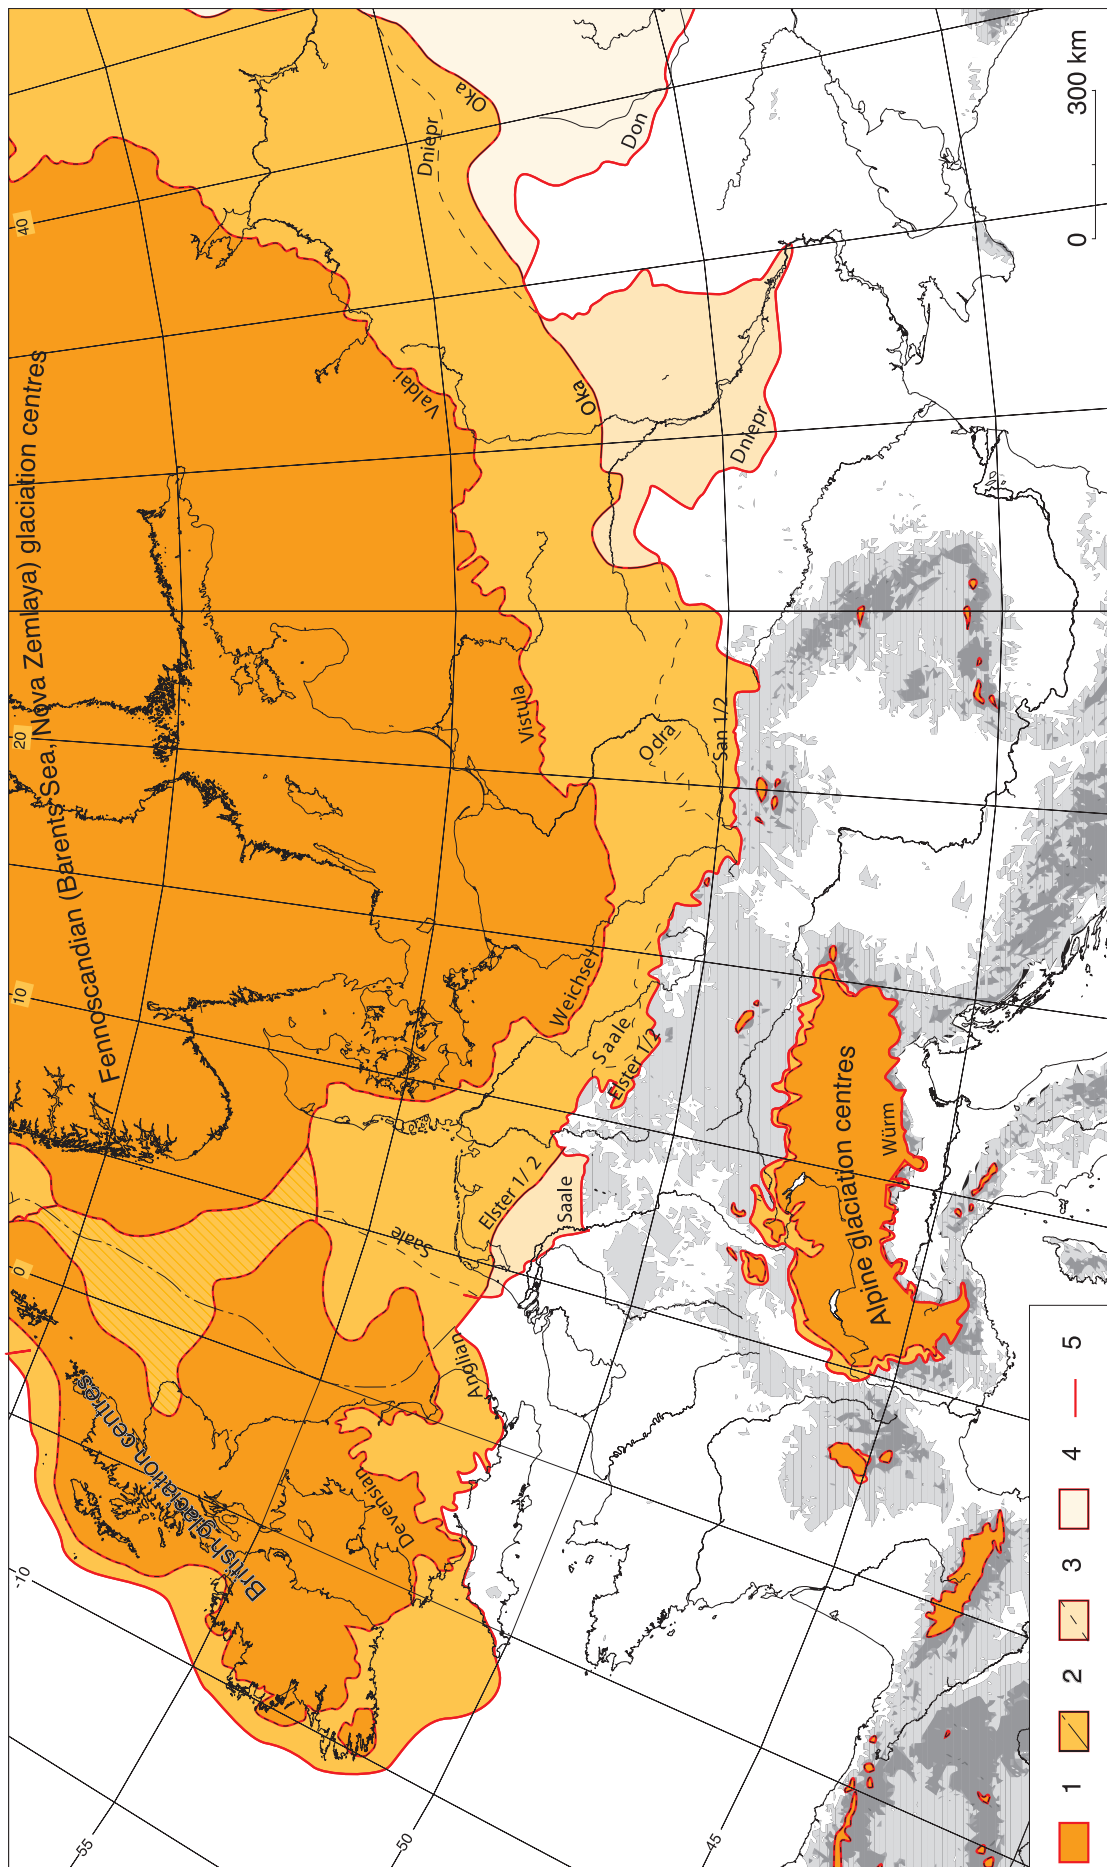 Fennoscandian (Barents Sea, Nova Zemlaya) glaciation centres
British glaciation centres
Alpine glaciation centres
-10
0
10
20
40
55
50
45
Devensian
Anglian
Saale
Elster 1/ 2
Saale
Weichsel
Saale
Elster 1/2
Würm
Vistula
Odra
San 1/2
Valdai
Oka
Dniepr
Dniepr
Oka
Don
0 300 km
1 2 3 4 5